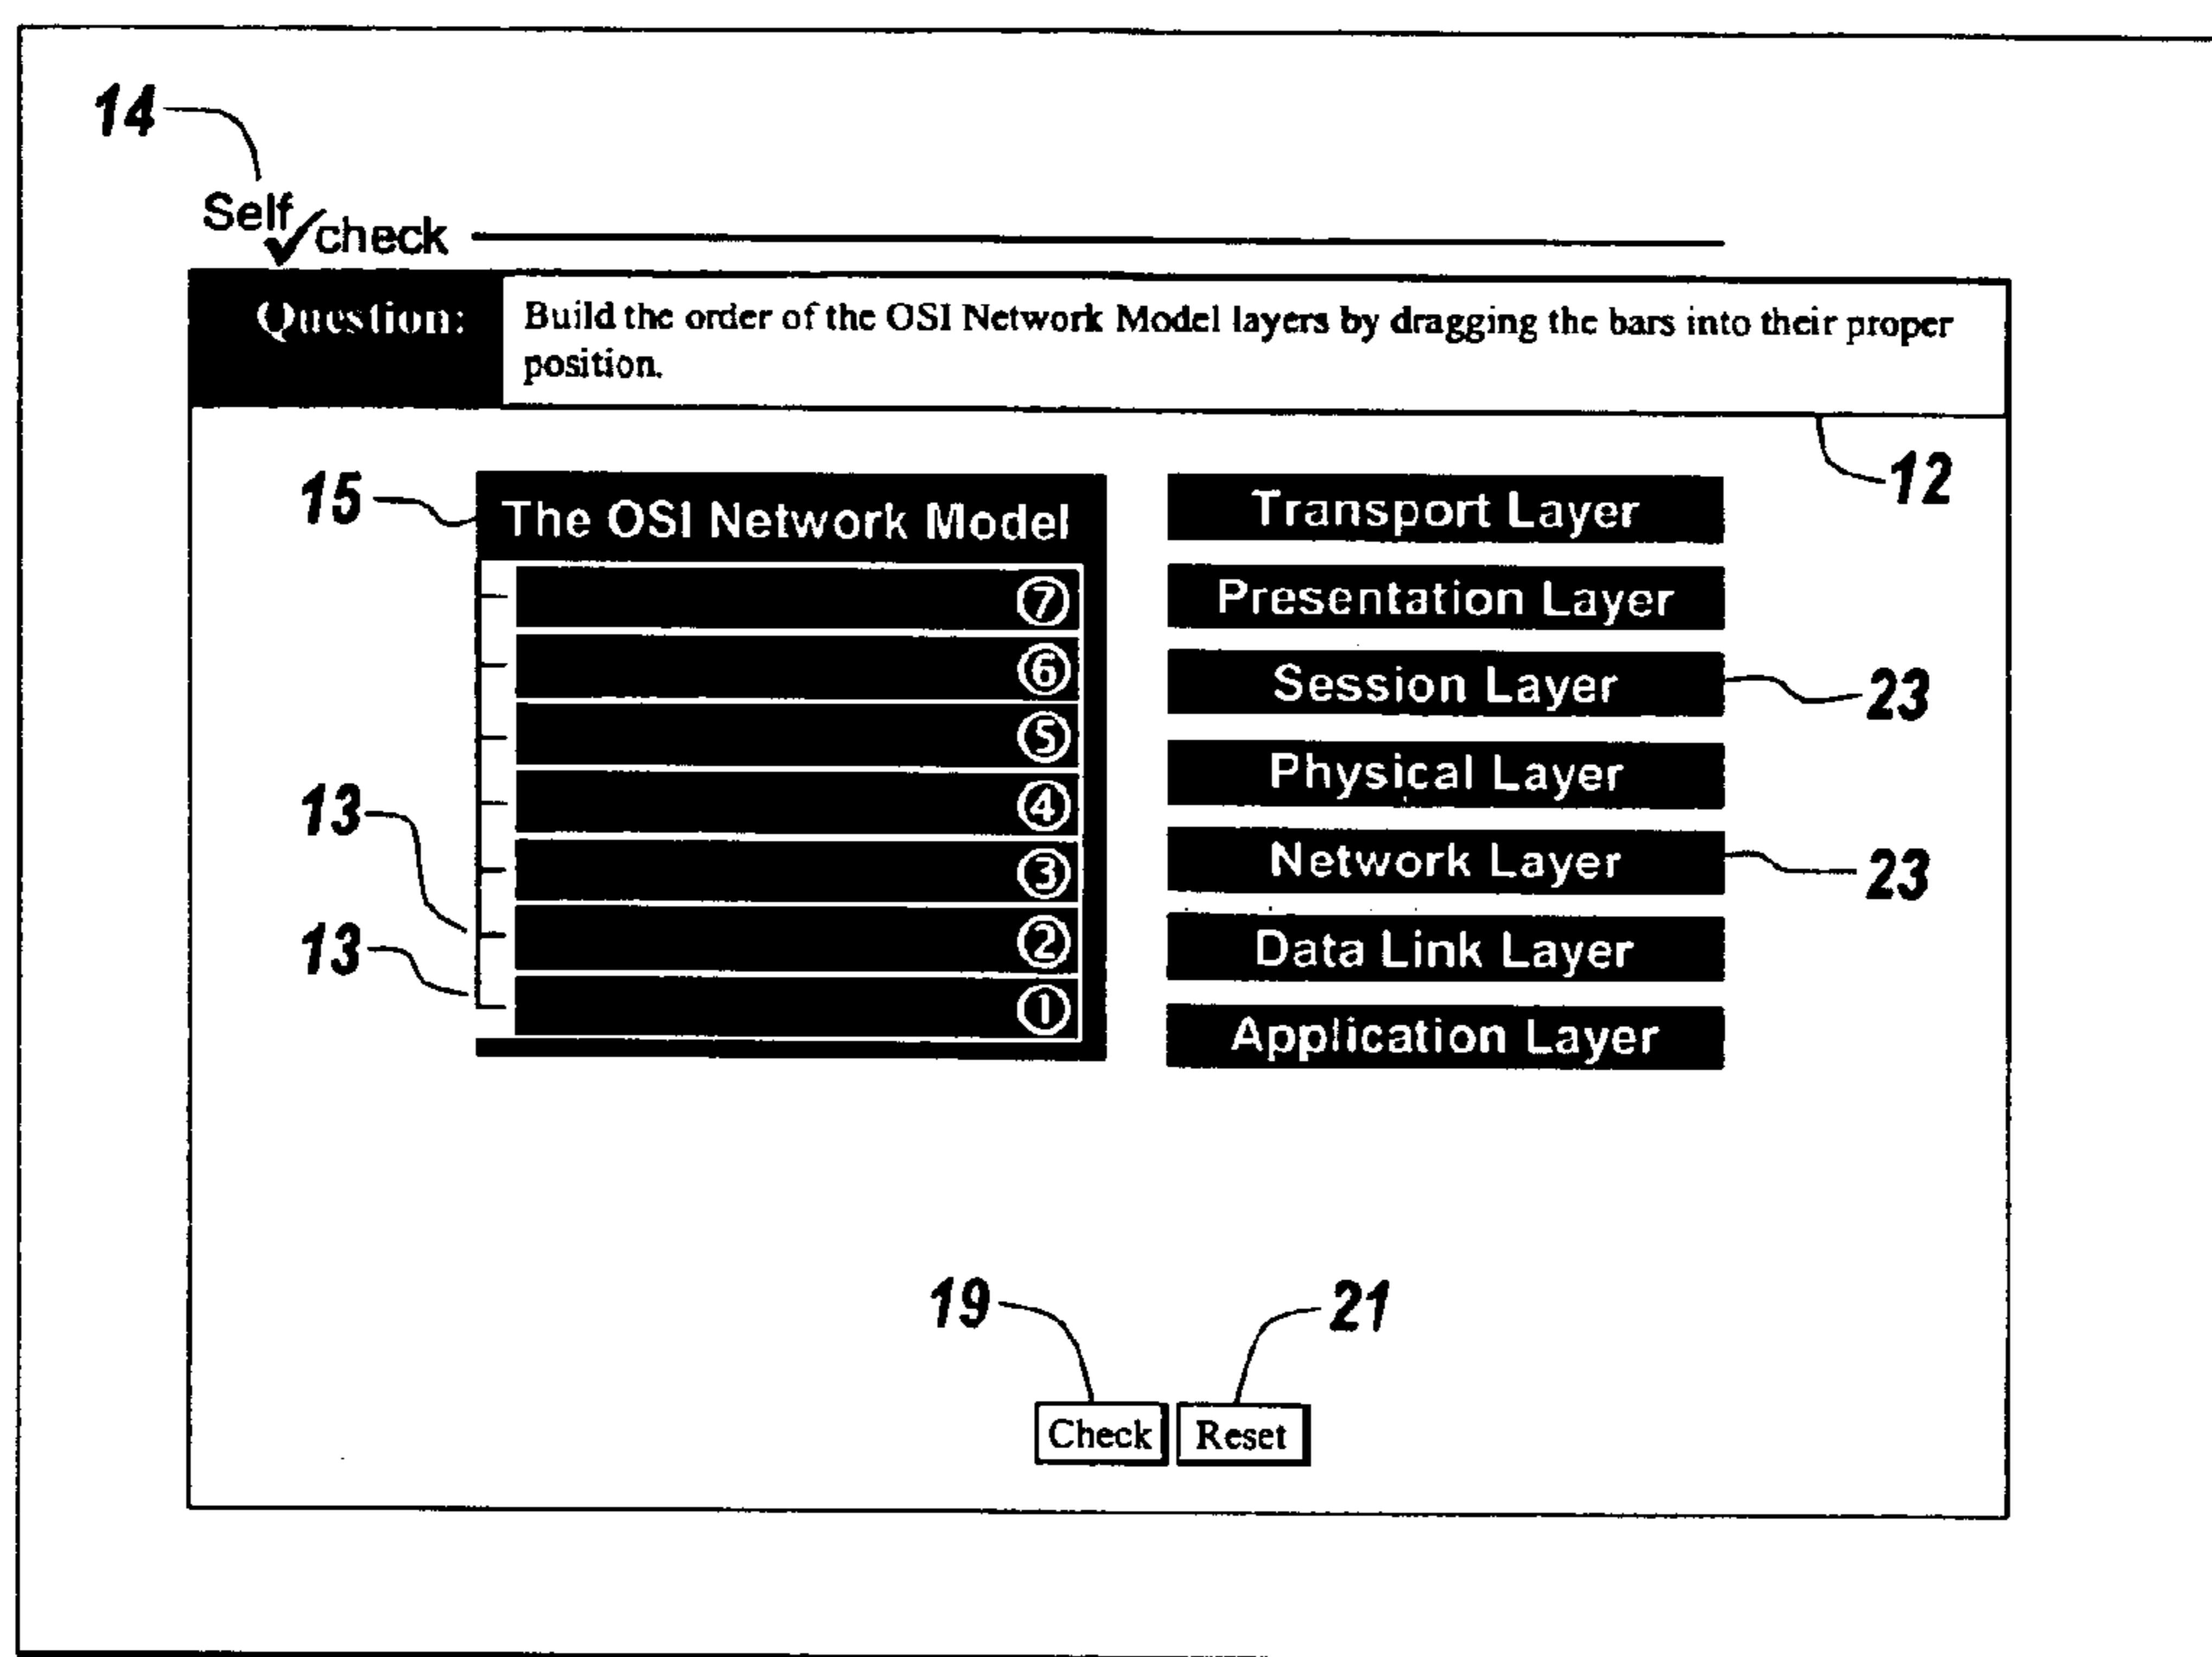 14
Self check
Question: Build the order of the OSI Network Model layers by dragging the bars into their proper
position.
12
15
The OSI Network Model
7
6
5
4
3
2
1
13
13
Transport Layer
Presentation Layer
Session Layer
23
Physical Layer
Network Layer
23
Data Link Layer
Application Layer
19
21
Check
Reset